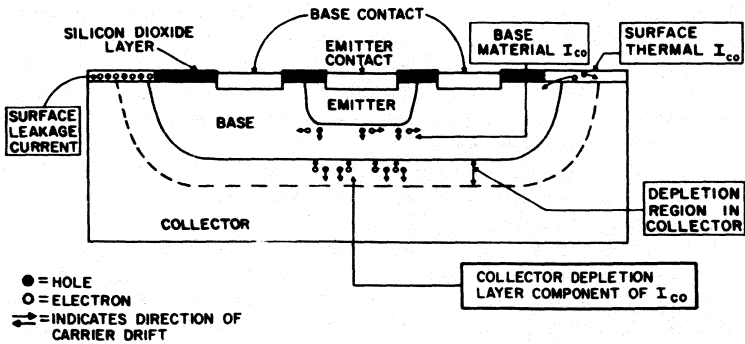 BASE CONTACT
SILICON DIOXIDE
LAYER
EMITTER
CONTACT
BASE
MATERIAL ICO
SURFACE
THERMAL ICO
SURFACE
LEAKAGE
CURRENT
EMITTER
BASE
COLLECTOR
DEPLETION
REGION IN
COLLECTOR
COLLECTOR DEPLETION
LAYER COMPONENT OF ICO
● = HOLE
○ = ELECTRON
⇄ = INDICATES DIRECTION OF
CARRIER DRIFT